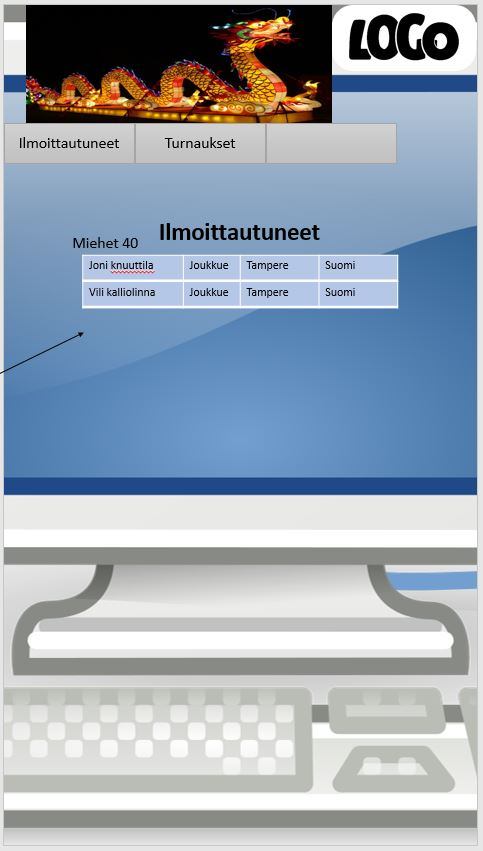 LOGO
Ilmoittautuneet Turnaukset
Ilmoittautuneet
Miehet 40
Joni knuuttila Joukkue Tampere Suomi
Vili kalliolinna Joukkue Tampere Suomi